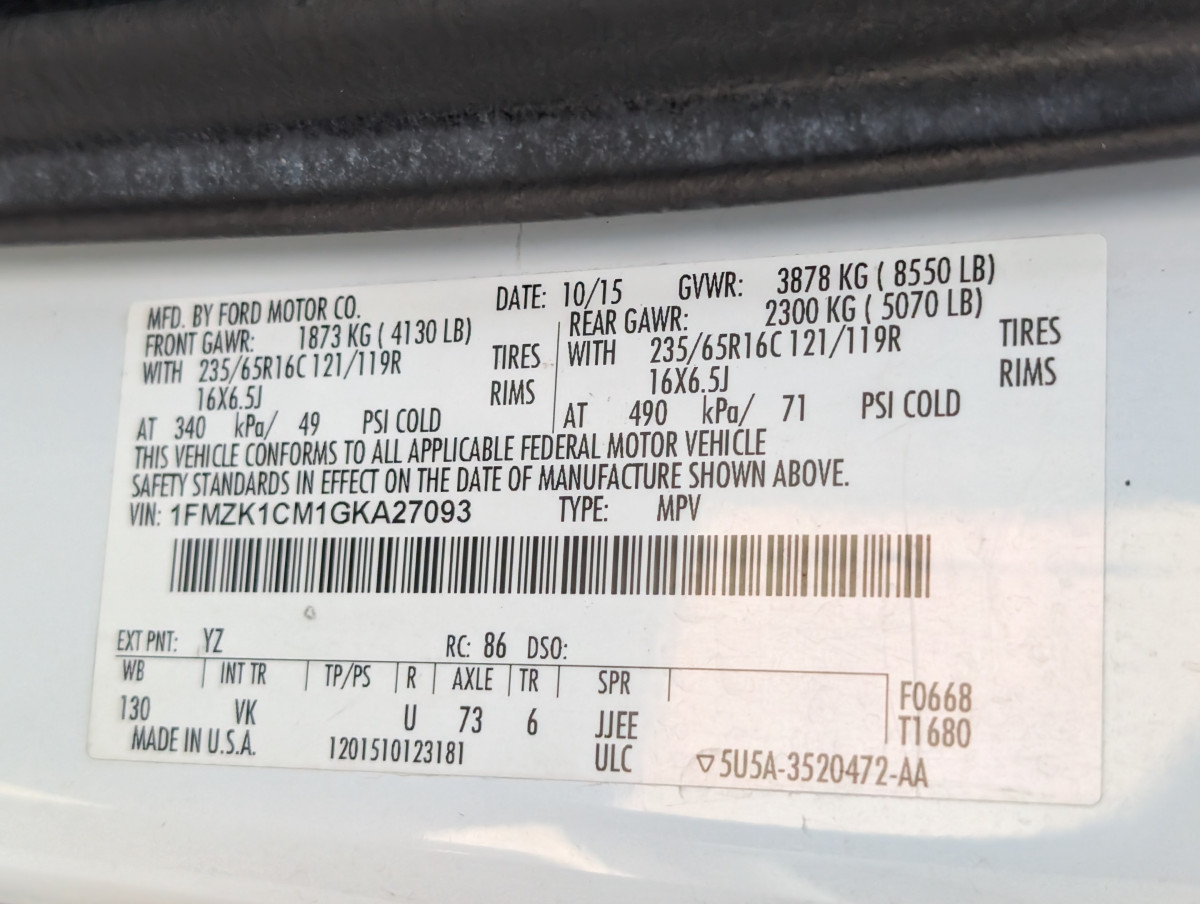 MFD. BY FORD MOTOR CO. DATE: 10/15 GVWR: 3878 KG ( 8550 LB)
FRONT GAWR: 1873 KG ( 4130 LB) REAR GAWR: 2300 KG ( 5070 LB)
WITH 235/65R16C 121/119R TIRES WITH 235/65R16C 121/119R TIRES
16X6.5J RIMS 16X6.5J RIMS
AT 340 kPa/ 49 PSI COLD AT 490 kPa/ 71 PSI COLD
THIS VEHICLE CONFORMS TO ALL APPLICABLE FEDERAL MOTOR VEHICLE
SAFETY STANDARDS IN EFFECT ON THE DATE OF MANUFACTURE SHOWN ABOVE.
VIN: 1FMZK1CM1GKA27093 TYPE: MPV
EXT PNT: YZ RC: 86 DSO:
WB INT TR TP/PS R AXLE TR SPR F0668
130 VK U 73 6 JJEE T1680
MADE IN U.S.A. 1201510123181 ULC ▽5U5A-3520472-AA